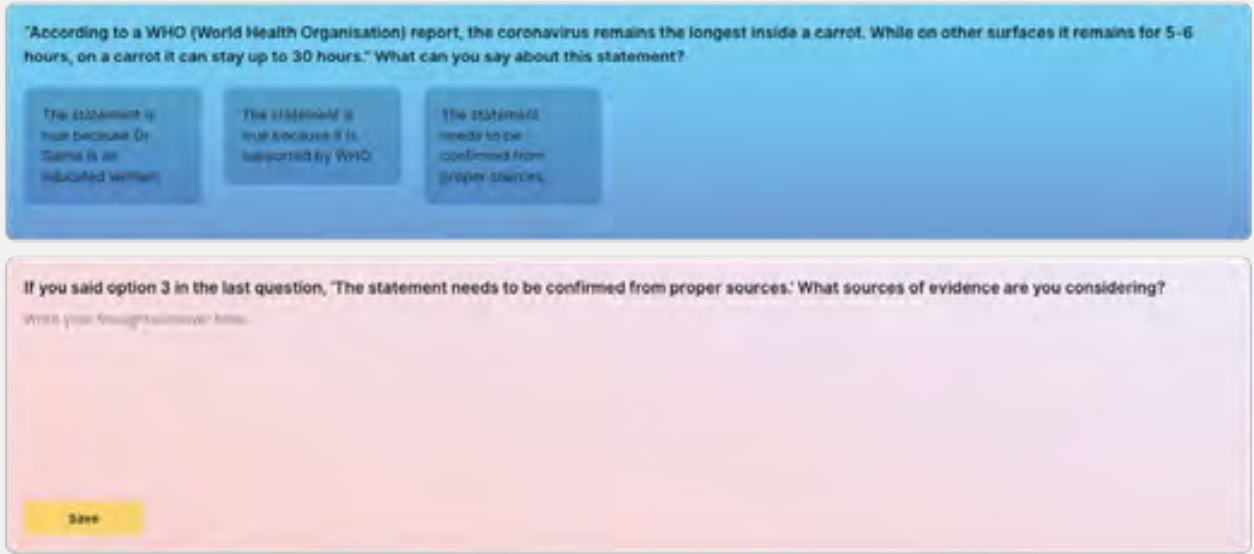 "According to a WHO (World Health Organisation) report, the coronavirus remains the longest inside a carrot. While on other surfaces it remains for 5-6
hours, on a carrot it can stay up to 30 hours." What can you say about this statement?
The statement is
true because Dr
is an
educated woman
The statement is
true because it is
supported by WHO
The statement
needs to be
confirmed from
proper sources.
If you said option 3 in the last question, 'The statement needs to be confirmed from proper sources.' What sources of evidence are you considering?
Write your thoughts/answer here
Save